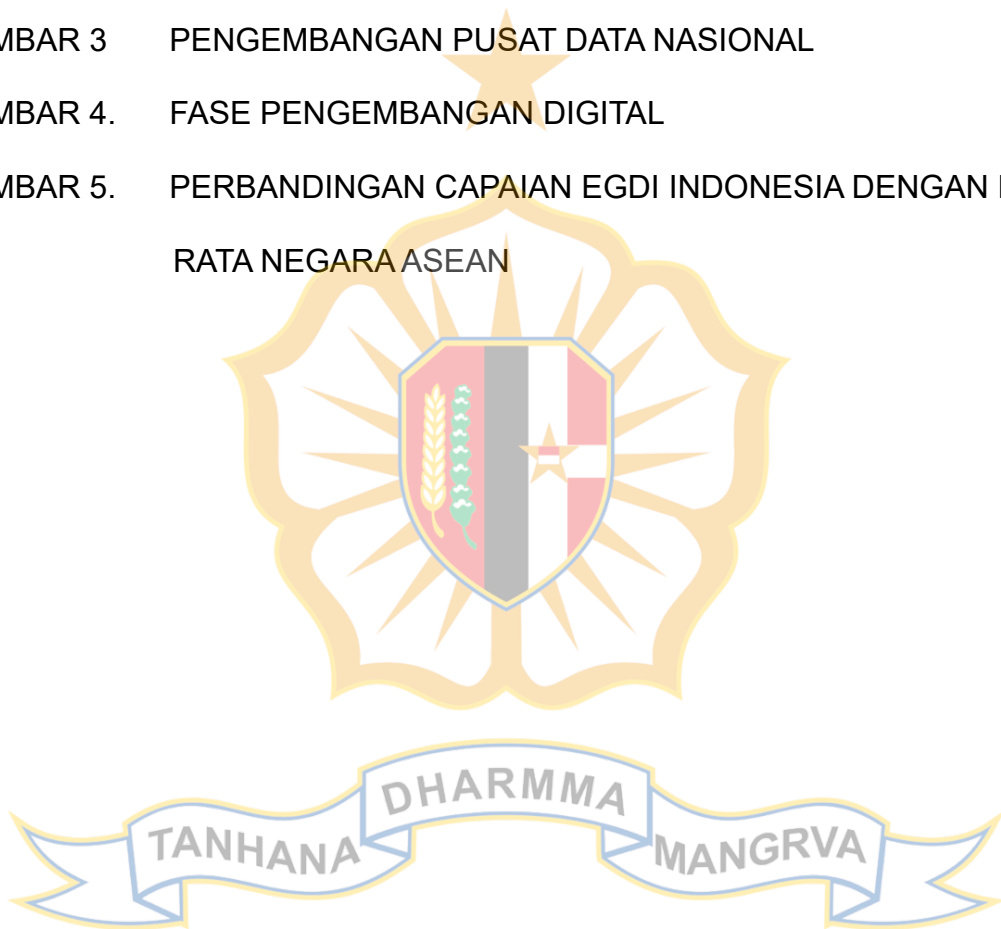 MBAR 3 PENGEMBANGAN PUSAT DATA NASIONAL
MBAR 4. FASE PENGEMBANGAN DIGITAL
MBAR 5. PERBANDINGAN CAPAIAN EGDI INDONESIA DENGAN
RATA NEGARA ASEAN
TANHANA DHARMMA MANGRVA